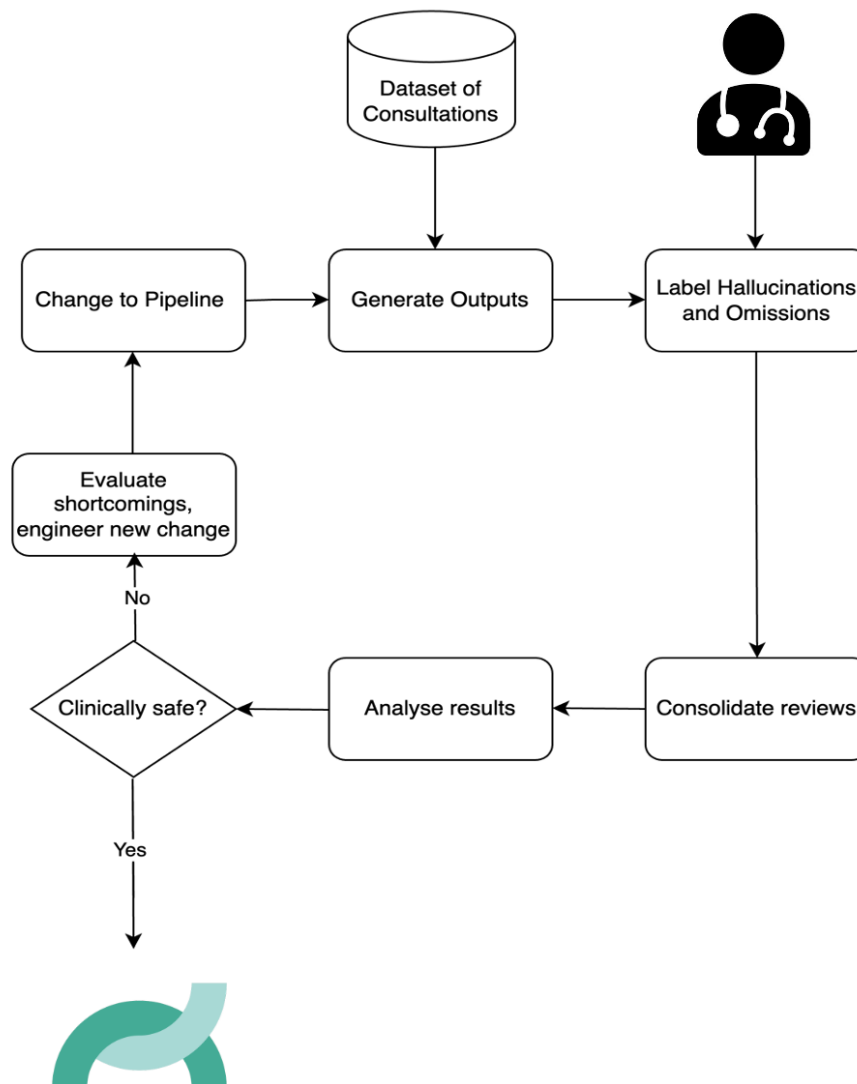 Dataset of
Consultations
Change to Pipeline
Generate Outputs
Label Hallucinations
and Omissions
Evaluate
shortcomings,
engineer new change
No
Clinically safe?
Analyse results
Consolidate reviews
Yes